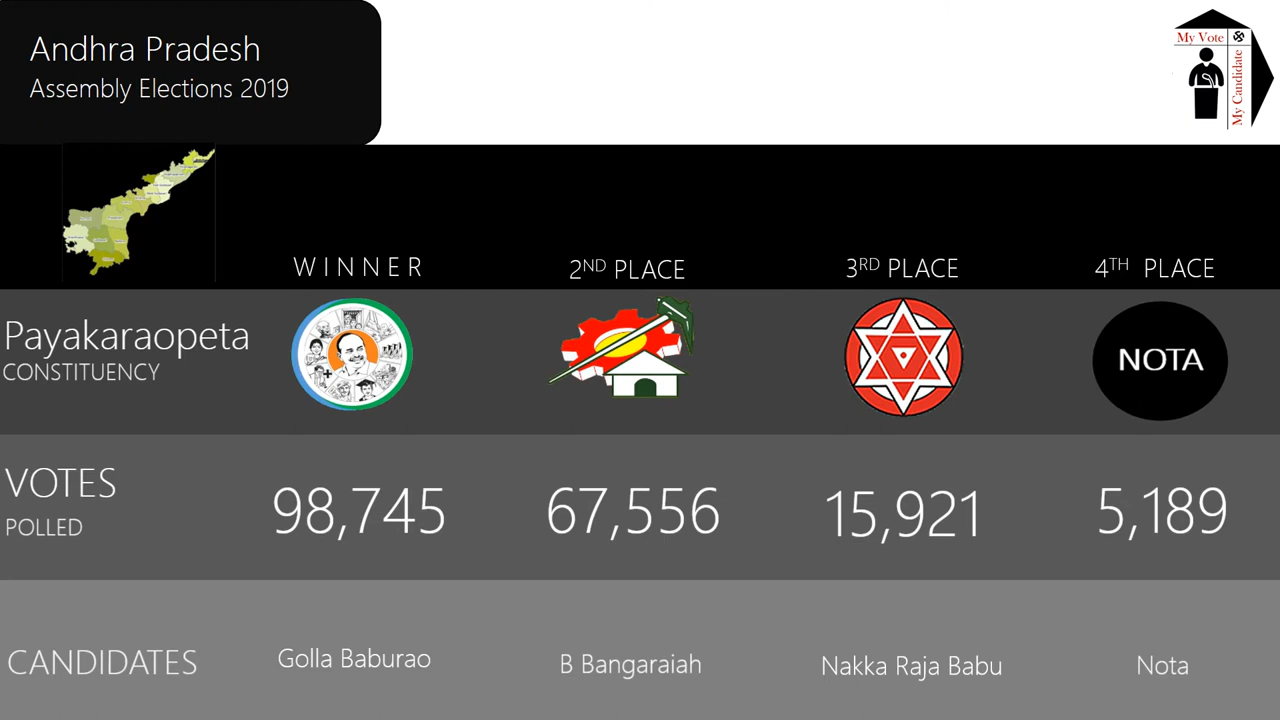 Andhra Pradesh
Assembly Elections 2019
My Vote
My Candidate
WINNER
2ND PLACE
3RD PLACE
4TH PLACE
Payakaraopeta
CONSTITUENCY
NOTA
VOTES
POLLED
98,745
67,556
15,921
5,189
CANDIDATES
Golla Baburao
B Bangaraiah
Nakka Raja Babu
Nota